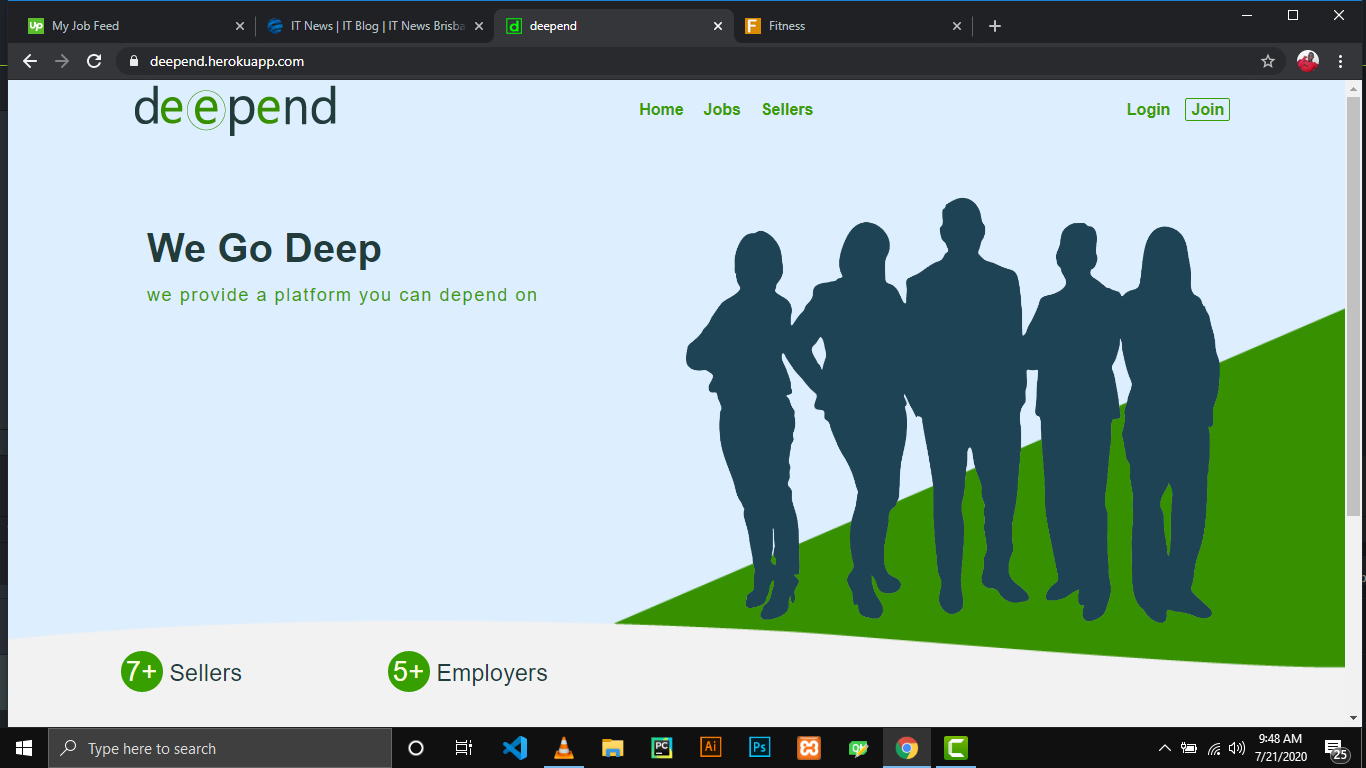 My Job Feed
IT News | IT Blog | IT News Brisba
deepend
Fitness
deepend.herokuapp.com
deepend
Home Jobs Sellers
Login Join
We Go Deep
we provide a platform you can depend on
7+ Sellers
5+ Employers
Type here to search
9:48 AM
7/21/2020
25